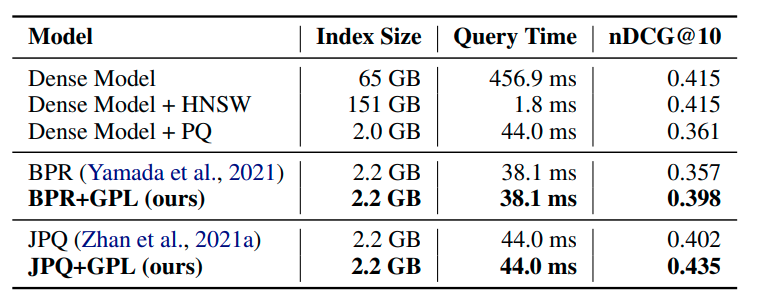 Model Index Size Query Time nDCG@10
Dense Model 65 GB 456.9 ms 0.415
Dense Model + HNSW 151 GB 1.8 ms 0.415
Dense Model + PQ 2.0 GB 44.0 ms 0.361
BPR (Yamada et al., 2021) 2.2 GB 38.1 ms 0.357
BPR+GPL (ours) 2.2 GB 38.1 ms 0.398
JPQ (Zhan et al., 2021a) 2.2 GB 44.0 ms 0.402
JPQ+GPL (ours) 2.2 GB 44.0 ms 0.435